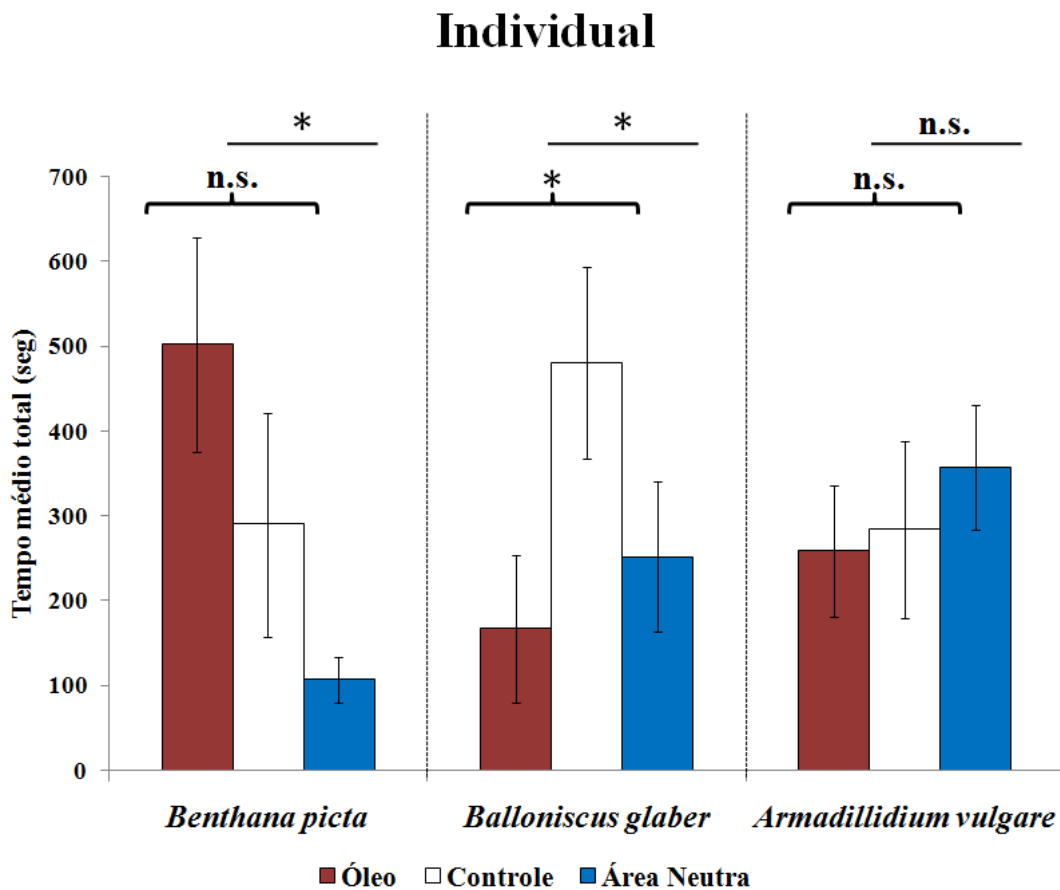 Individual
* * n.s.
n.s. * n.s.
Tempo médio total (seg)
700
600
500
400
300
200
100
0
Benthana picta Balloniscus glaber Armadillidium vulgare
Óleo Controle Área Neutra